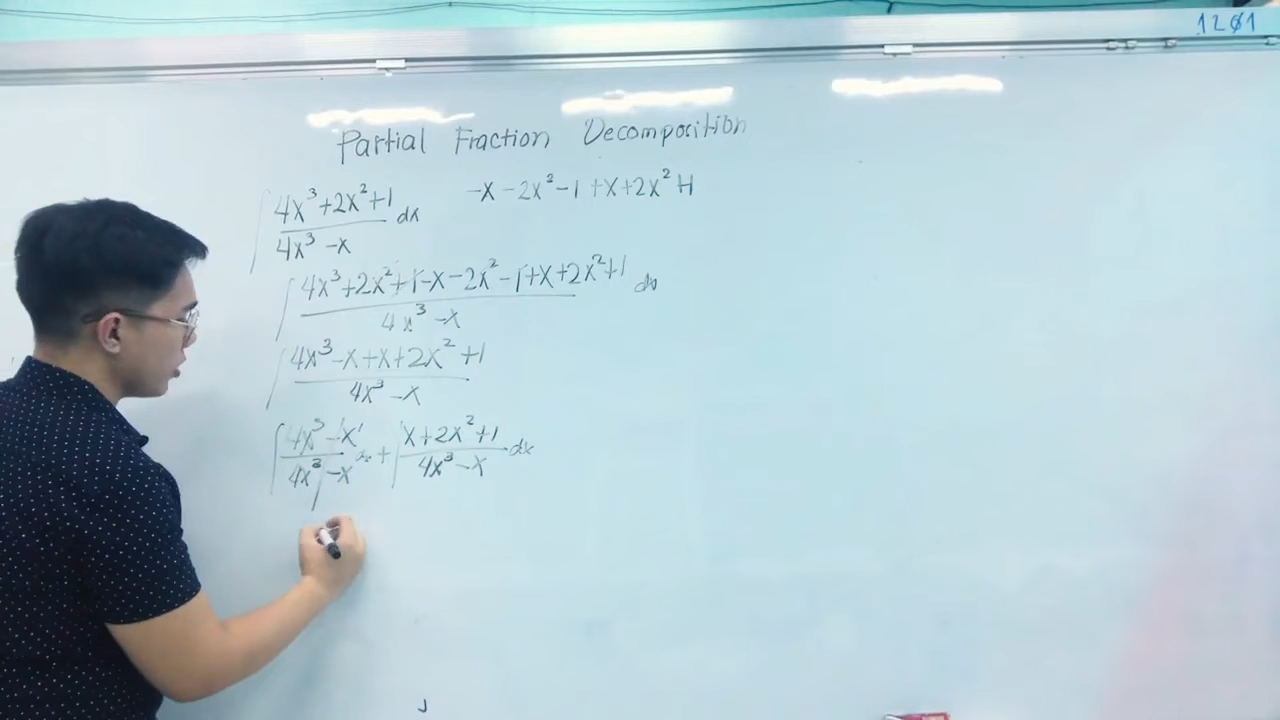 1201
Partial Fraction Decomposition
∫ (4x³+2x²+1)/(4x³-x) dx
-x-2x²-1+x+2x²+1
∫ (4x³+2x²+1-x-2x²-1+x+2x²+1)/(4x³-x) dx
∫ (4x³-x+x+2x²+1)/(4x³-x)
∫ (4x³-x)/(4x³-x) dx + ∫ (x+2x²+1)/(4x³-x) dx